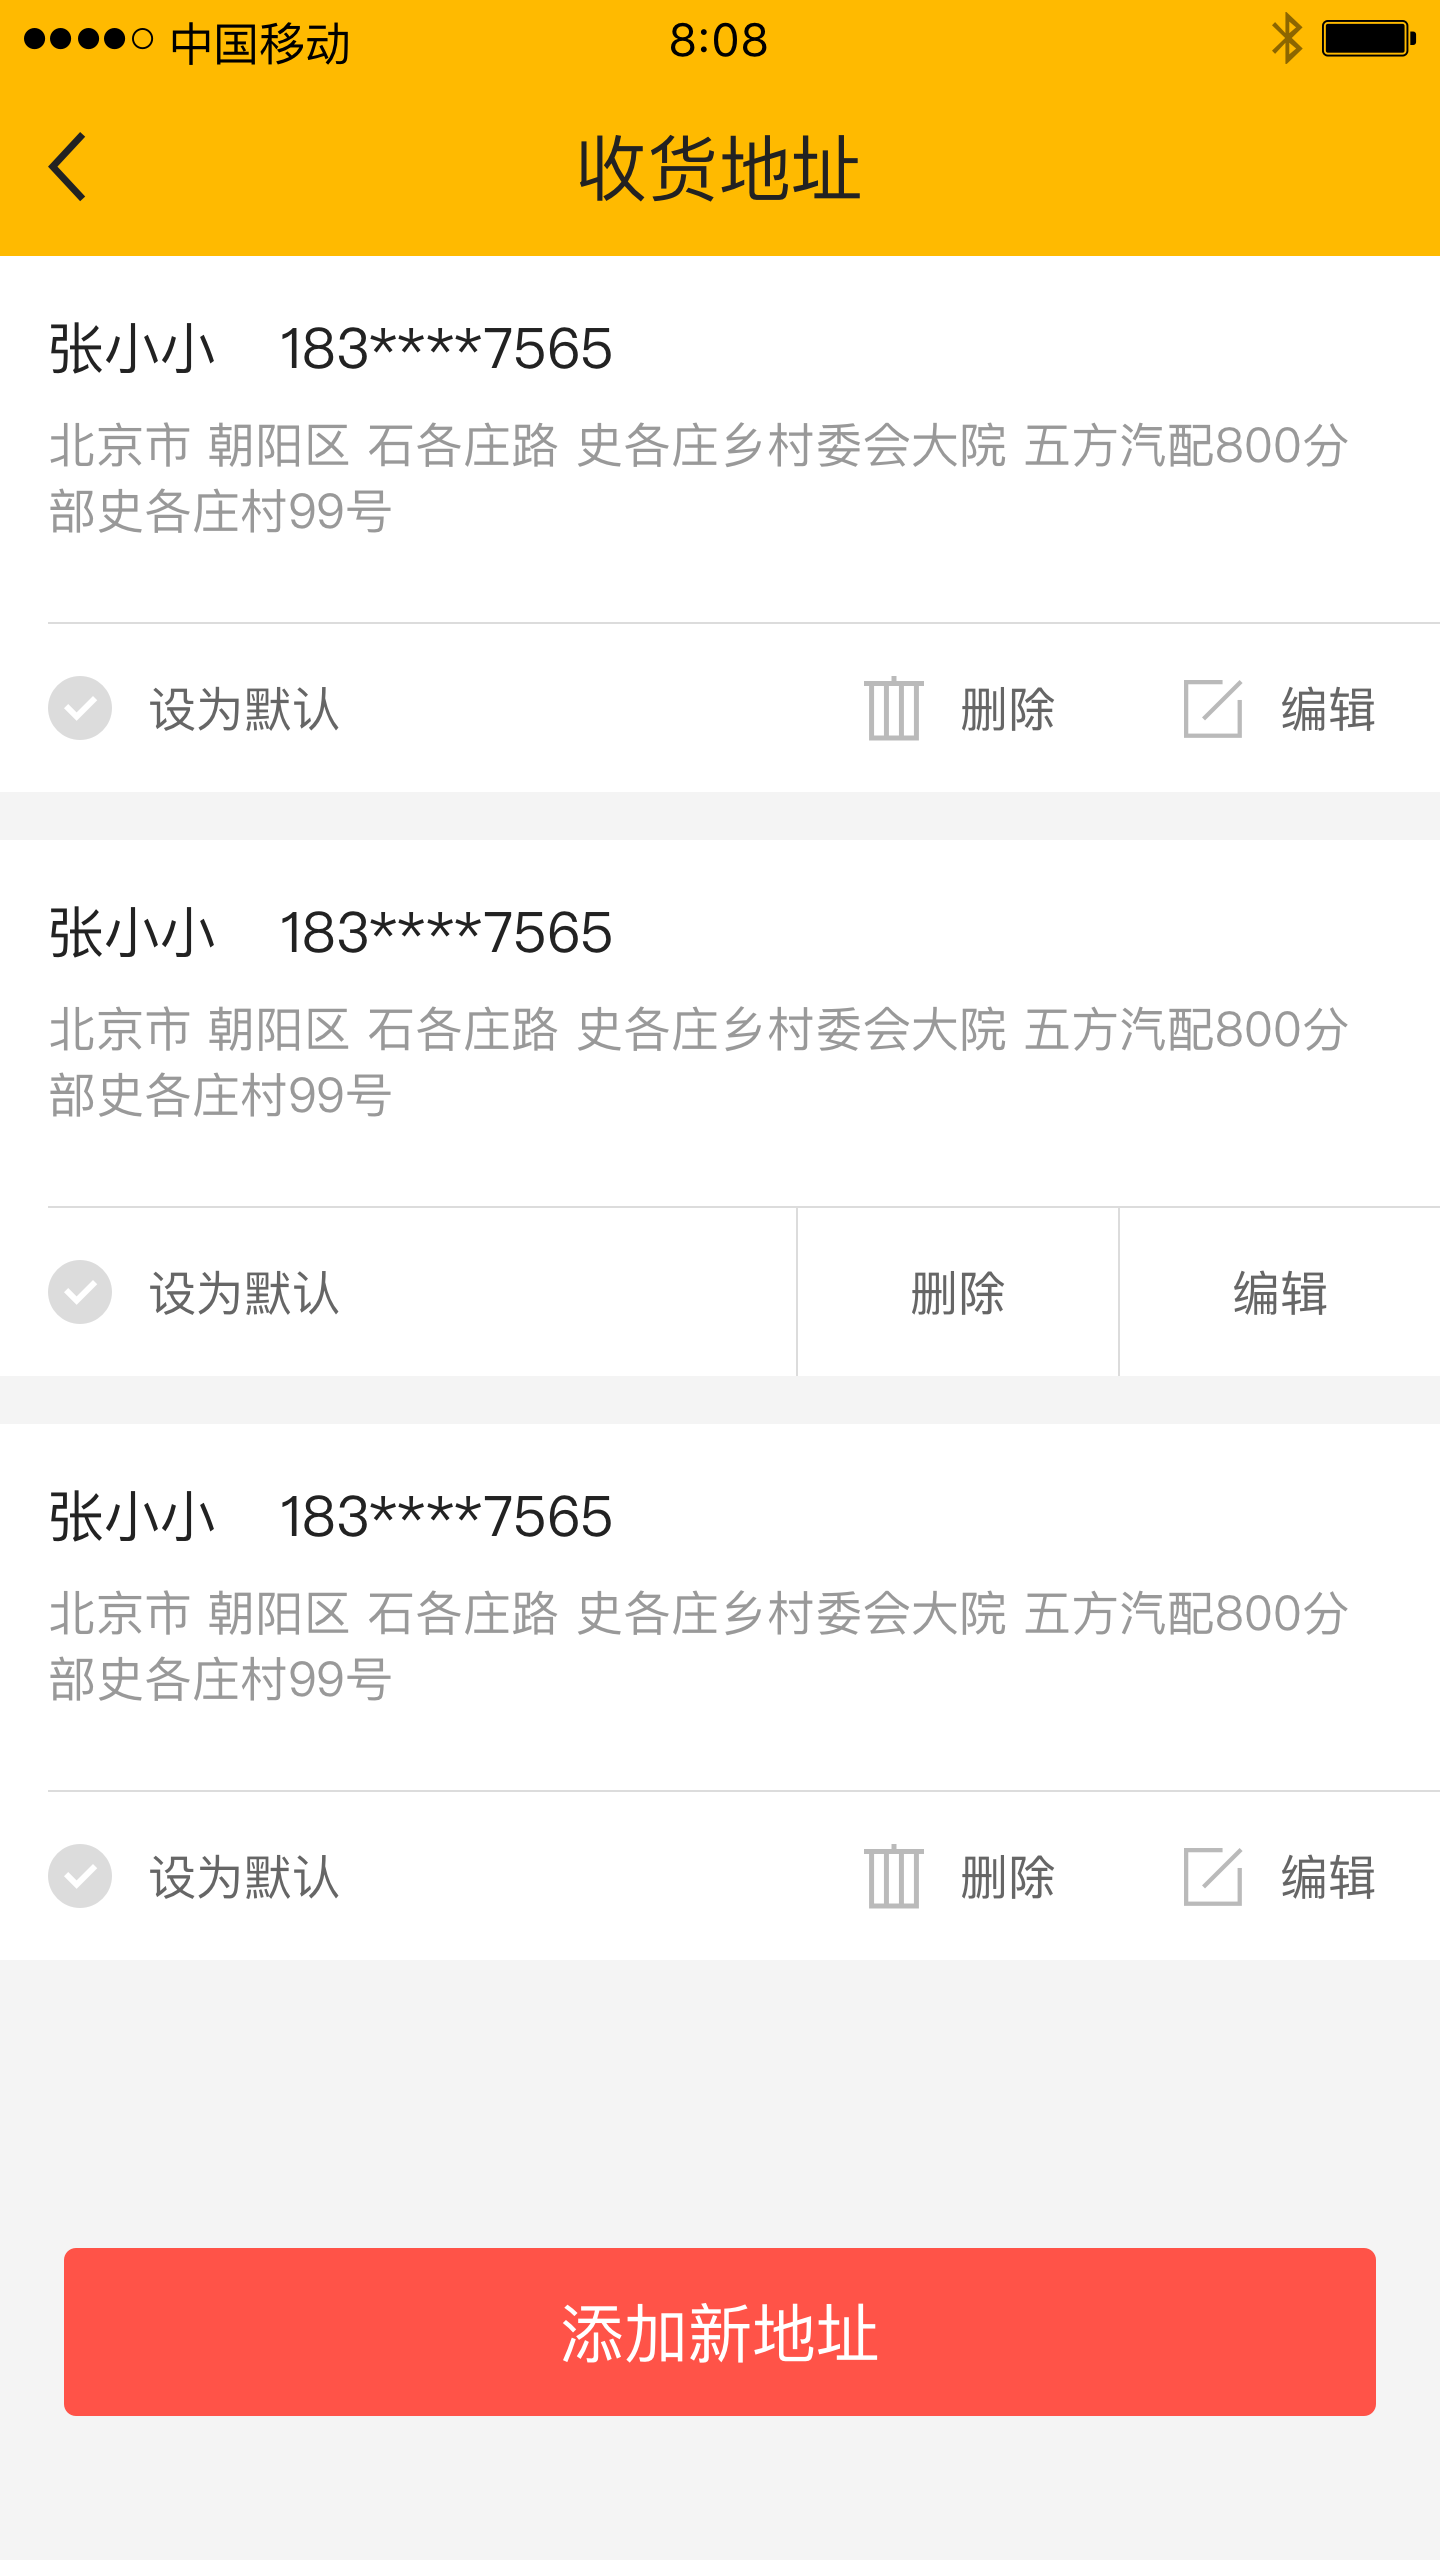 中国移动 8:08
收货地址
张小小 183****7565
北京市 朝阳区 石各庄路 史各庄乡村委会大院 五方汽配800分
部史各庄村99号
设为默认 删除 编辑
张小小 183****7565
北京市 朝阳区 石各庄路 史各庄乡村委会大院 五方汽配800分
部史各庄村99号
设为默认 删除 编辑
张小小 183****7565
北京市 朝阳区 石各庄路 史各庄乡村委会大院 五方汽配800分
部史各庄村99号
设为默认 删除 编辑
添加新地址